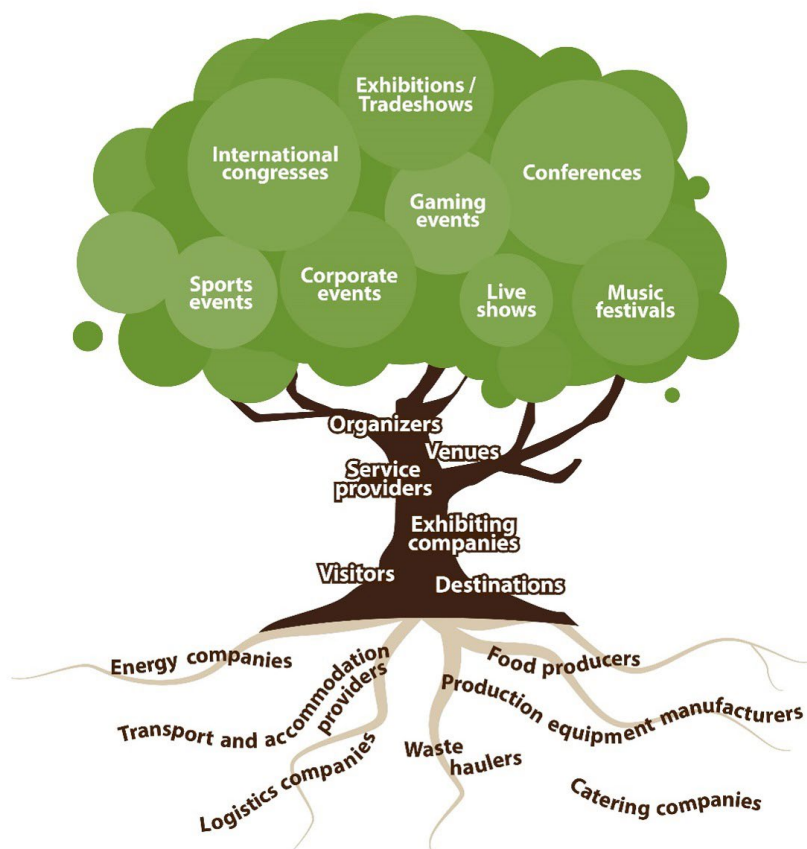 Exhibitions /
Tradeshows
International
congresses
Conferences
Gaming
events
Sports
events
Corporate
events
Live
shows
Music
festivals
Organizers
Venues
Service
providers
Exhibiting
companies
Visitors
Destinations
Energy companies
Food producers
Transport and accommodation
providers
Production equipment manufacturers
Logistics companies
Waste
haulers
Catering companies